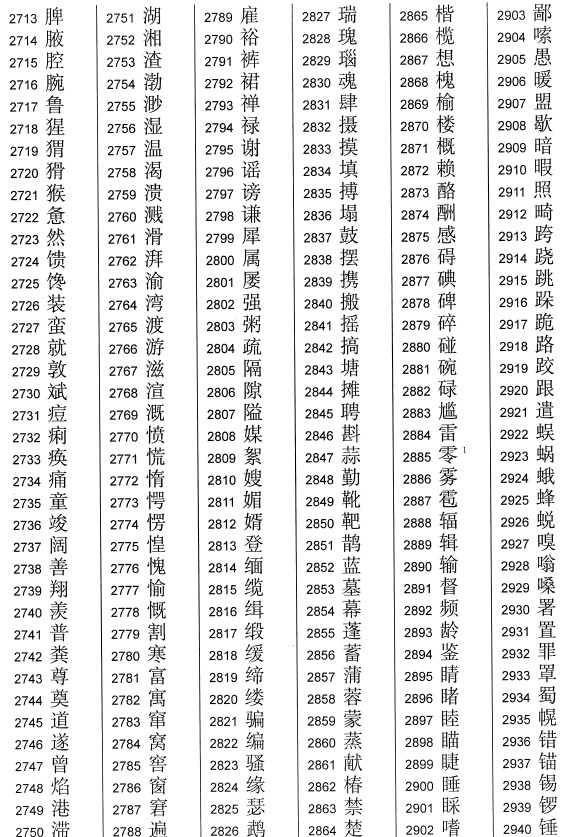 2713 脾
2714 腋
2715 腔
2716 腕
2717 鲁
2718 猩
2719 猬
2720 猾
2721 猴
2722 惫
2723 然
2724 馈
2725 馋
2726 装
2727 蛮
2728 就
2729 敦
2730 斌
2731 痘
2732 痢
2733 痪
2734 痛
2735 童
2736 竣
2737 阔
2738 善
2739 翔
2740 羡
2741 普
2742 粪
2743 尊
2744 奠
2745 道
2746 遂
2747 曾
2748 焰
2749 港
2750 滞
2751 湖
2752 湘
2753 渣
2754 渤
2755 渺
2756 湿
2757 温
2758 渴
2759 溃
2760 溅
2761 滑
2762 湃
2763 渝
2764 湾
2765 渡
2766 游
2767 滋
2768 渲
2769 溉
2770 愤
2771 慌
2772 惰
2773 愕
2774 愣
2775 惶
2776 愧
2777 愉
2778 慨
2779 割
2780 寒
2781 富
2782 寓
2783 窜
2784 窝
2785 窖
2786 窗
2787 窘
2788 遍
2789 雇
2790 裕
2791 裤
2792 裙
2793 禅
2794 禄
2795 谢
2796 谣
2797 谤
2798 谦
2799 犀
2800 属
2801 屡
2802 强
2803 粥
2804 疏
2805 隔
2806 隙
2807 隘
2808 媒
2809 絮
2810 嫂
2811 媚
2812 婿
2813 登
2814 缅
2815 缆
2816 缉
2817 缎
2818 缓
2819 缔
2820 缕
2821 骗
2822 编
2823 骚
2824 缘
2825 瑟
2826 鹉
2827 瑞
2828 瑰
2829 瑙
2830 魂
2831 肆
2832 摄
2833 摸
2834 填
2835 搏
2836 塌
2837 鼓
2838 摆
2839 携
2840 搬
2841 摇
2842 搞
2843 塘
2844 摊
2845 聘
2846 斟
2847 蒜
2848 勤
2849 靴
2850 靶
2851 鹊
2852 蓝
2853 墓
2854 幕
2855 蓬
2856 蓄
2857 蒲
2858 蓉
2859 蒙
2860 蒸
2861 献
2862 椿
2863 禁
2864 楚
2865 楷
2866 榄
2867 想
2868 槐
2869 榆
2870 楼
2871 概
2872 赖
2873 酪
2874 酬
2875 感
2876 碍
2877 碘
2878 碑
2879 碎
2880 碰
2881 碗
2882 碌
2883 尴
2884 雷
2885 零1
2886 雾
2887 雹
2888 辐
2889 辑
2890 输
2891 督
2892 频
2893 龄
2894 鉴
2895 睛
2896 睹
2897 睦
2898 瞄
2899 睫
2900 睡
2901 睬
2902 嗜
2903 鄙
2904 嗦
2905 愚
2906 暖
2907 盟
2908 歇
2909 暗
2910 暇
2911 照
2912 畸
2913 跨
2914 跷
2915 跳
2916 跺
2917 跪
2918 路
2919 跤
2920 跟
2921 遣
2922 蜈
2923 蜗
2924 蛾
2925 蜂
2926 蜕
2927 嗅
2928 嗡
2929 嗓
2930 署
2931 置
2932 罪
2933 罩
2934 蜀
2935 幌
2936 错
2937 锚
2938 锡
2939 锣
2940 锤